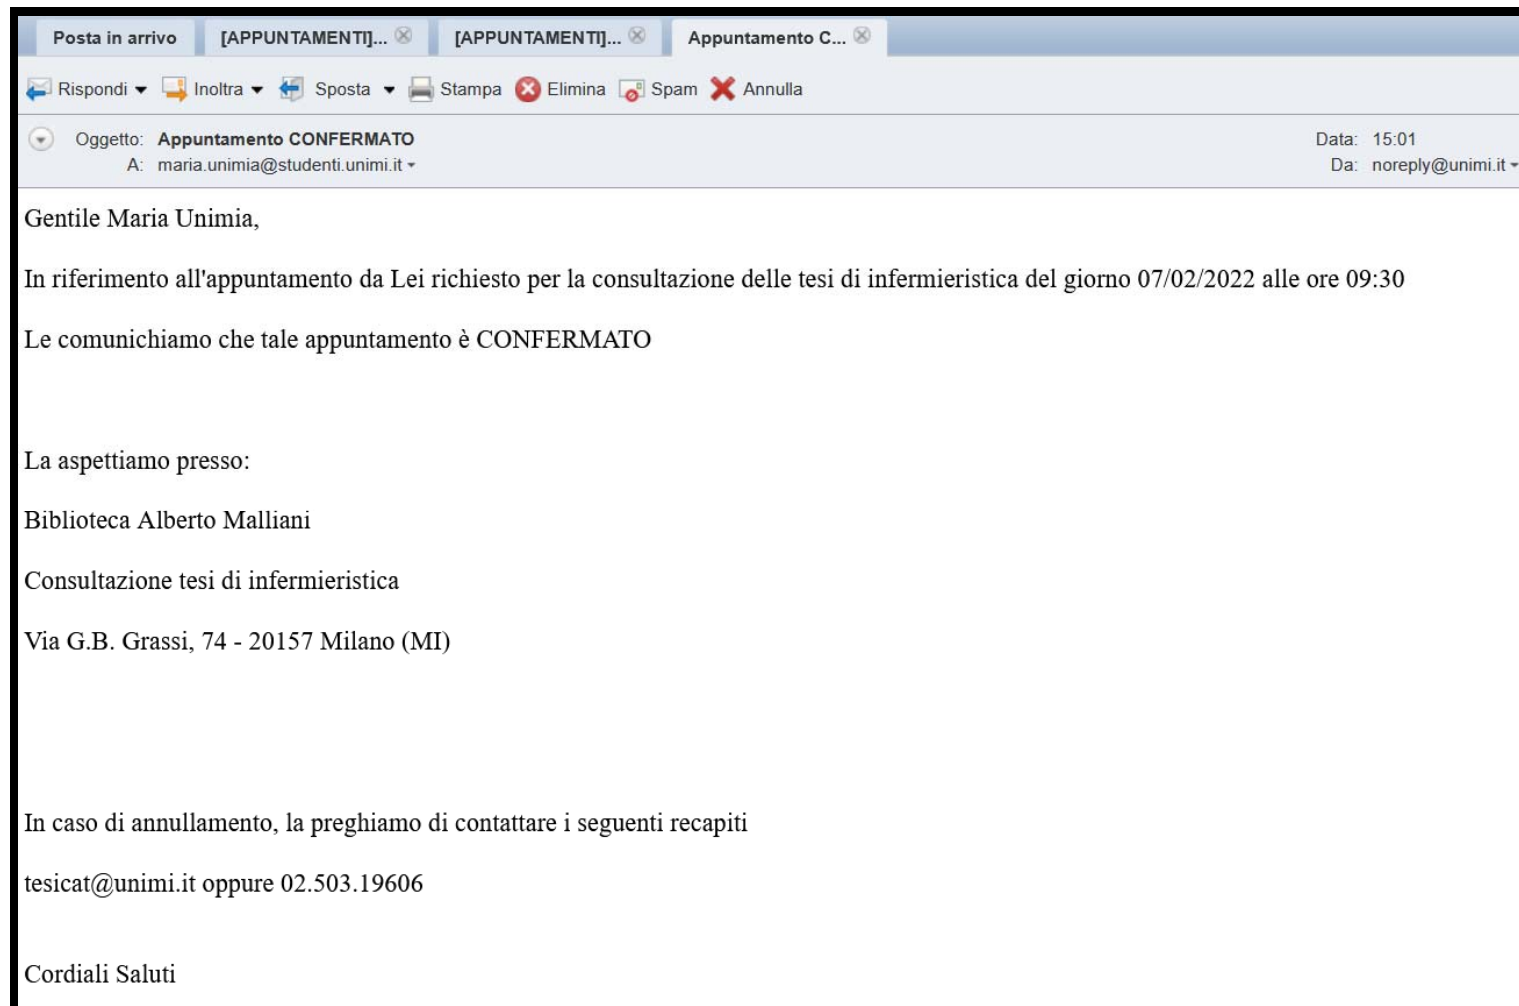 Posta in arrivo [APPUNTAMENTI]... [APPUNTAMENTI]... Appuntamento C...
Rispondi Inoltra Sposta Stampa Elimina Spam Annulla
Oggetto: Appuntamento CONFERMATO Data: 15:01
A: maria.unimia@studenti.unimi.it Da: noreply@unimi.it
Gentile Maria Unimia,
In riferimento all'appuntamento da Lei richiesto per la consultazione delle tesi di infermieristica del giorno 07/02/2022 alle ore 09:30
Le comunichiamo che tale appuntamento è CONFERMATO
La aspettiamo presso:
Biblioteca Alberto Malliani
Consultazione tesi di infermieristica
Via G.B. Grassi, 74 - 20157 Milano (MI)
In caso di annullamento, la preghiamo di contattare i seguenti recapiti
tesicat@unimi.it oppure 02.503.19606
Cordiali Saluti